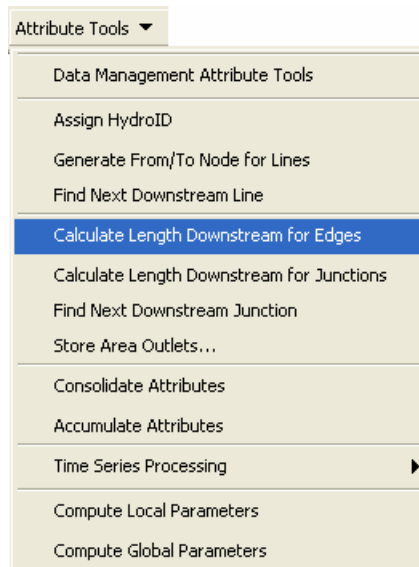 Attribute Tools
Data Management Attribute Tools
Assign HydroID
Generate From/To Node for Lines
Find Next Downstream Line
Calculate Length Downstream for Edges
Calculate Length Downstream for Junctions
Find Next Downstream Junction
Store Area Outlets...
Consolidate Attributes
Accumulate Attributes
Time Series Processing
Compute Local Parameters
Compute Global Parameters